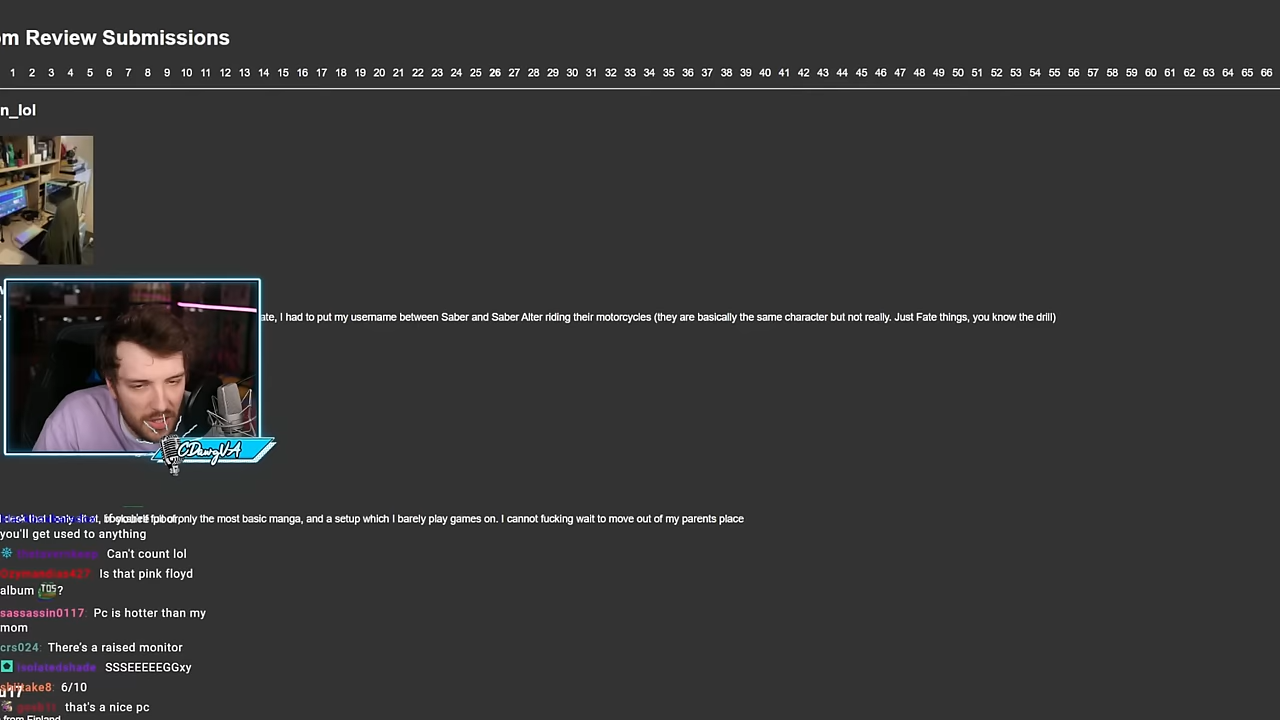 om Review Submissions
1 2 3 4 5 6 7 8 9 10 11 12 13 14 15 16 17 18 19 20 21 22 23 24 25 26 27 28 29 30 31 32 33 34 35 36 37 38 39 40 41 42 43 44 45 46 47 48 49 50 51 52 53 54 55 56 57 58 59 60 61 62 63 64 65 66
n_lol
ate, I had to put my username between Saber and Saber Alter riding their motorcycles (they are basically the same character but not really. Just Fate things, you know the drill)
CDawgVA
only the most basic manga, and a setup which I barely play games on. I cannot fucking wait to move out of my parents place
you'll get used to anything
Can't count lol
Ozymandias427: Is that pink floyd
album TOS ?
sassassin0117: Pc is hotter than my
mom
crs024: There's a raised monitor
isolatedshade SSSEEEEEGGxy
shiitake8: 6/10
u17
that's a nice pc
from Finland